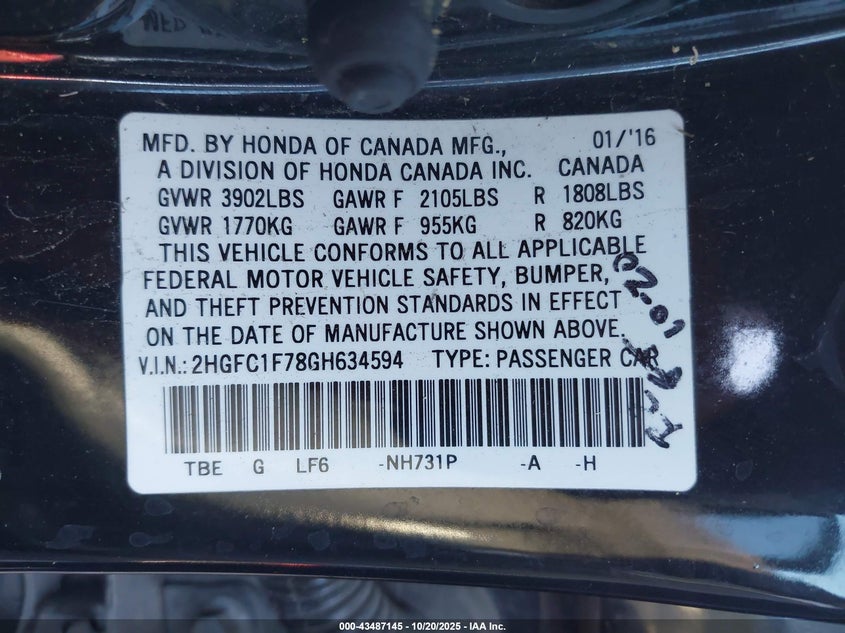 MFD. BY HONDA OF CANADA MFG., 01/'16
A DIVISION OF HONDA CANADA INC. CANADA
GVWR 3902LBS GAWR F 2105LBS R 1808LBS
GVWR 1770KG GAWR F 955KG R 820KG
THIS VEHICLE CONFORMS TO ALL APPLICABLE
FEDERAL MOTOR VEHICLE SAFETY, BUMPER,
AND THEFT PREVENTION STANDARDS IN EFFECT
ON THE DATE OF MANUFACTURE SHOWN ABOVE.
V.I.N.: 2HGFC1F78GH634594 TYPE: PASSENGER CAR
TBE G LF6 -NH731P -A -H
000-43487145 - 10/20/2025 - IAA Inc.